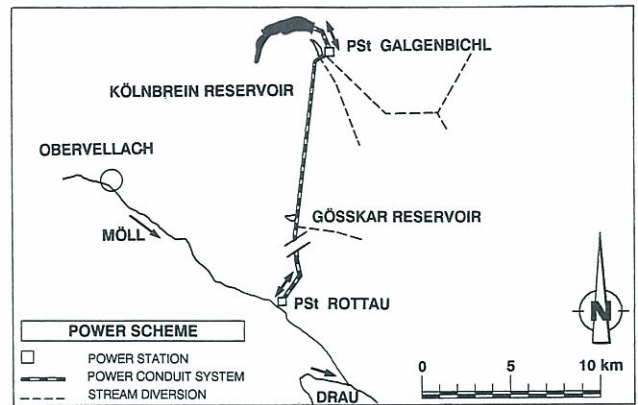 PSt GALGENBICHL
KÖLNBREIN RESERVOIR
OBERVELLACH
GÖSSKAR RESERVOIR
MÖLL
PSt ROTTAU
N
POWER SCHEME
POWER STATION
POWER CONDUIT SYSTEM
STREAM DIVERSION
DRAU
0 5 10 km